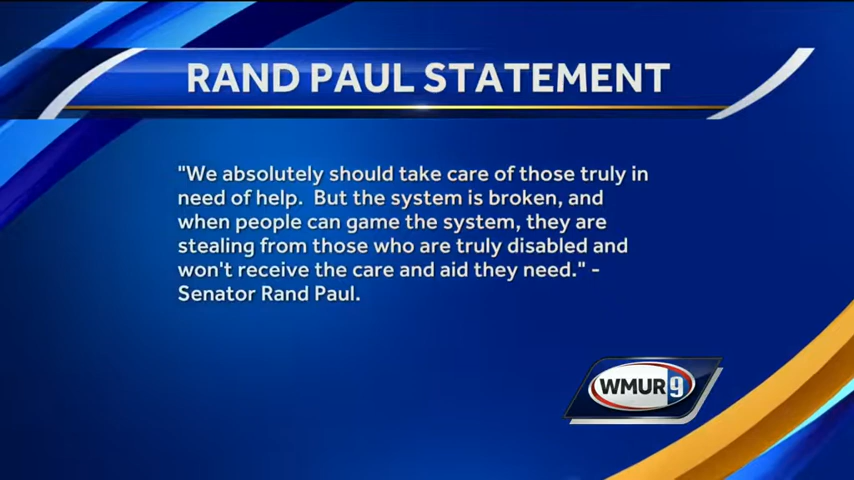 RAND PAUL STATEMENT
"We absolutely should take care of those truly in
need of help.  But the system is broken, and
when people can game the system, they are
stealing from those who are truly disabled and
won't receive the care and aid they need." -
Senator Rand Paul.
WMUR 9